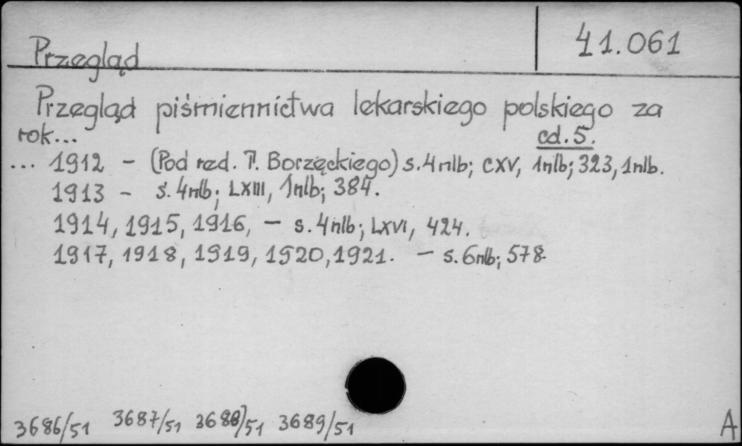 41.061
Przegląd
Przegląd piśmiennictwa lekarskiego polskiego za
rok... cd. 5.
... 1912 - (Pod red. P. Borzęckiego) s. 4nlb; CXV, 1nlb; 323, 1nlb.
1913 - s. 4nlb; LXIII, 1nlb; 384.
1914, 1915, 1916, - s. 4nlb; LXVI, 424.
1917, 1918, 1919, 1920, 1921. - s. 6nlb; 578.
3686/51 3687/51 3688/51 3689/51 A